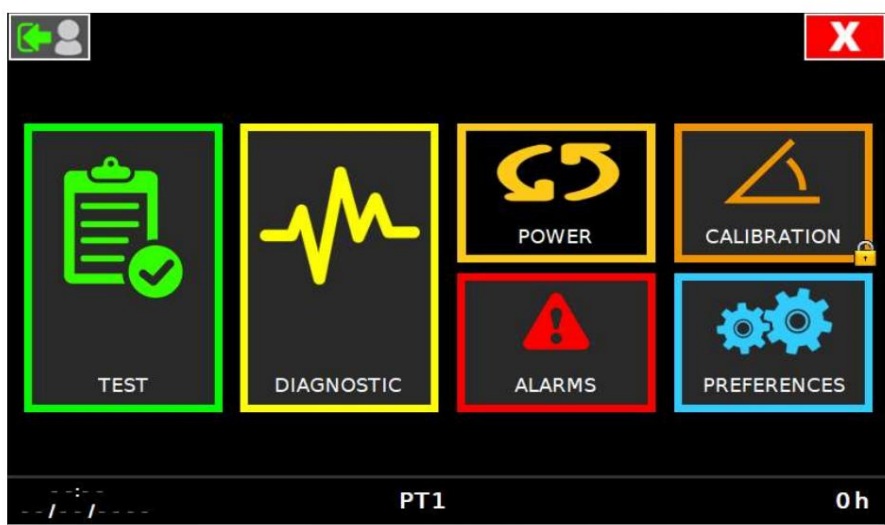 X
POWER
CALIBRATION
TEST
DIAGNOSTIC
ALARMS
PREFERENCES
--:--
--/--/----
PT1
0 h